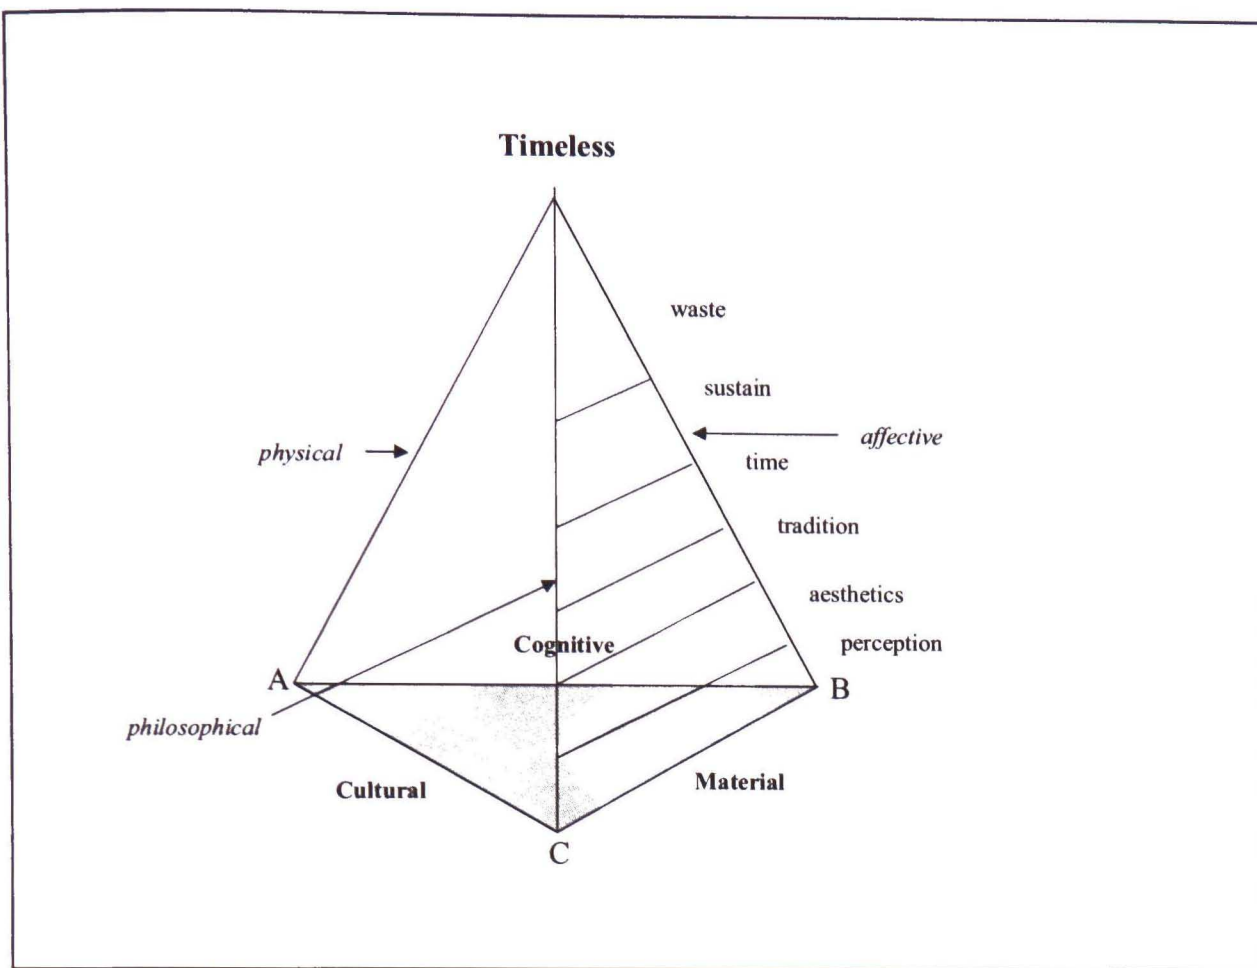 Timeless
waste
sustain
physical
affective
time
tradition
aesthetics
Cognitive
perception
A
B
philosophical
Cultural
Material
C